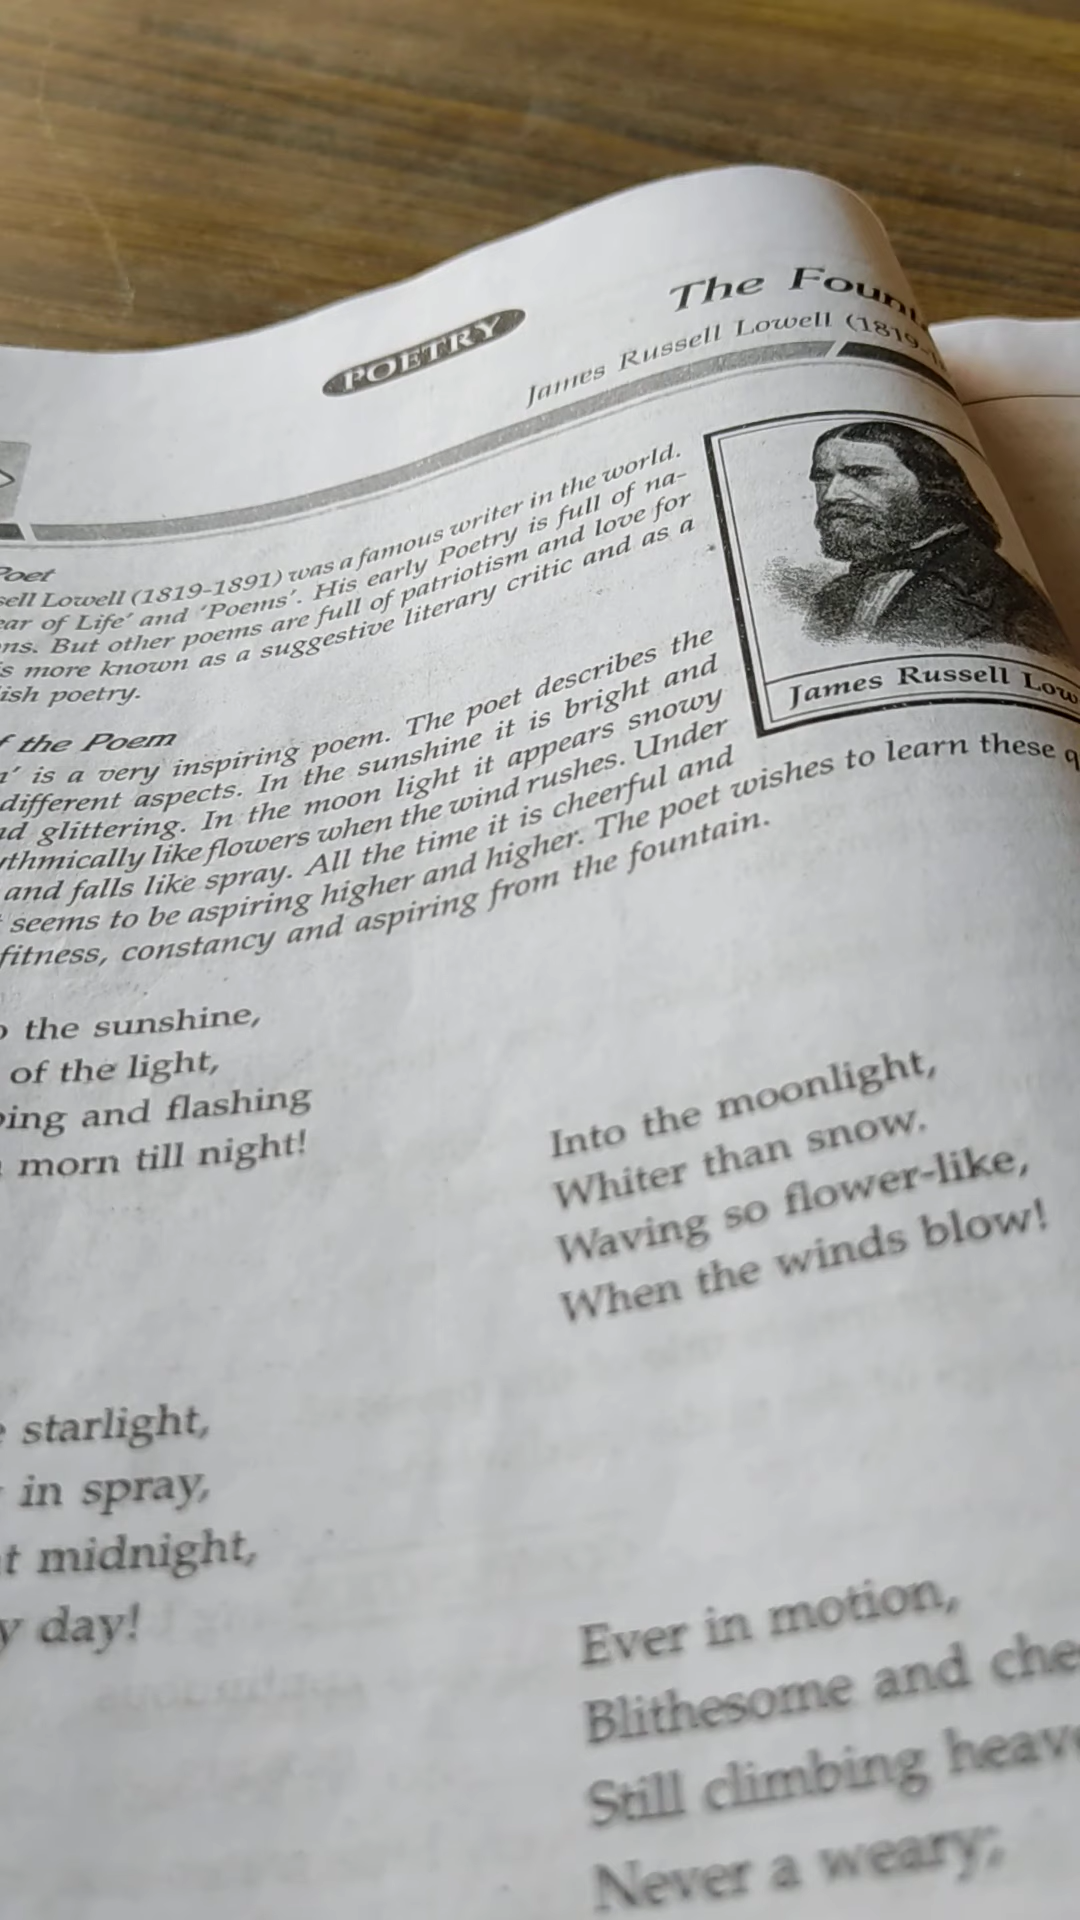 POETRY
The Fount
James Russell Lowell (1819-1
Poet
sell Lowell (1819-1891) was a famous writer in the world.
ear of Life' and 'Poems'. His early Poetry is full of na-
ns. But other poems are full of patriotism and love for
s more known as a suggestive literary critic and as a
ish poetry.
James Russell Low
f the Poem
n' is a very inspiring poem. The poet describes the
different aspects. In the sunshine it is bright and
nd glittering. In the moon light it appears snowy
ythmically like flowers when the wind rushes. Under
and falls like spray. All the time it is cheerful and
seems to be aspiring higher and higher. The poet wishes to learn these q
fitness, constancy and aspiring from the fountain.
o the sunshine,
of the light,
ping and flashing
morn till night!
Into the moonlight,
Whiter than snow.
Waving so flower-like,
When the winds blow!
e starlight,
in spray,
t midnight,
y day!
Ever in motion,
Blithesome and che
Still climbing heave
Never a weary;